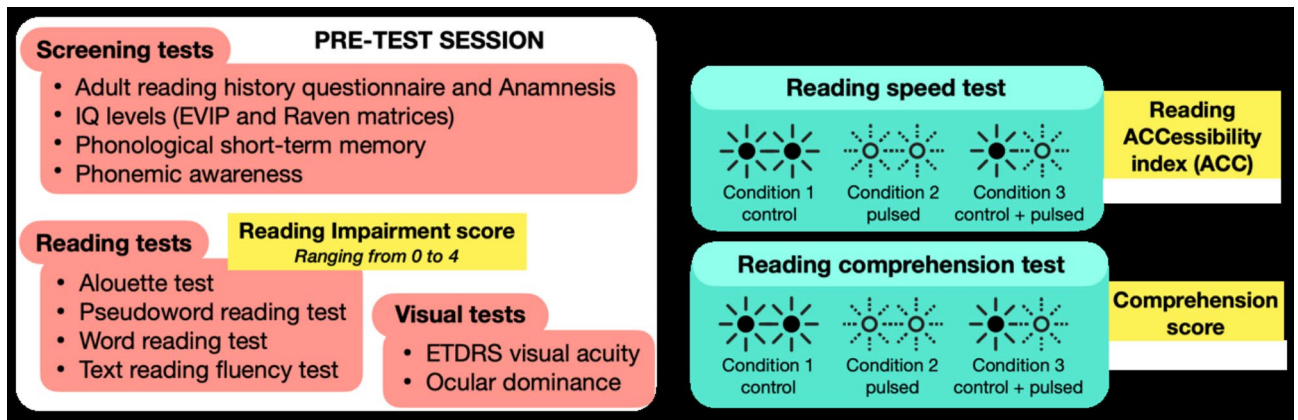 PRE-TEST SESSION
Screening tests
• Adult reading history questionnaire and Anamnesis
• IQ levels (EVIP and Raven matrices)
• Phonological short-term memory
• Phonemic awareness
Reading tests
Reading Impairment score
Ranging from 0 to 4
• Alouette test
• Pseudoword reading test
• Word reading test
• Text reading fluency test
Visual tests
• ETDRS visual acuity
• Ocular dominance
Reading speed test
Condition 1
control
Condition 2
pulsed
Condition 3
control + pulsed
Reading
ACCessibility
index (ACC)
Reading comprehension test
Condition 1
control
Condition 2
pulsed
Condition 3
control + pulsed
Comprehension
score